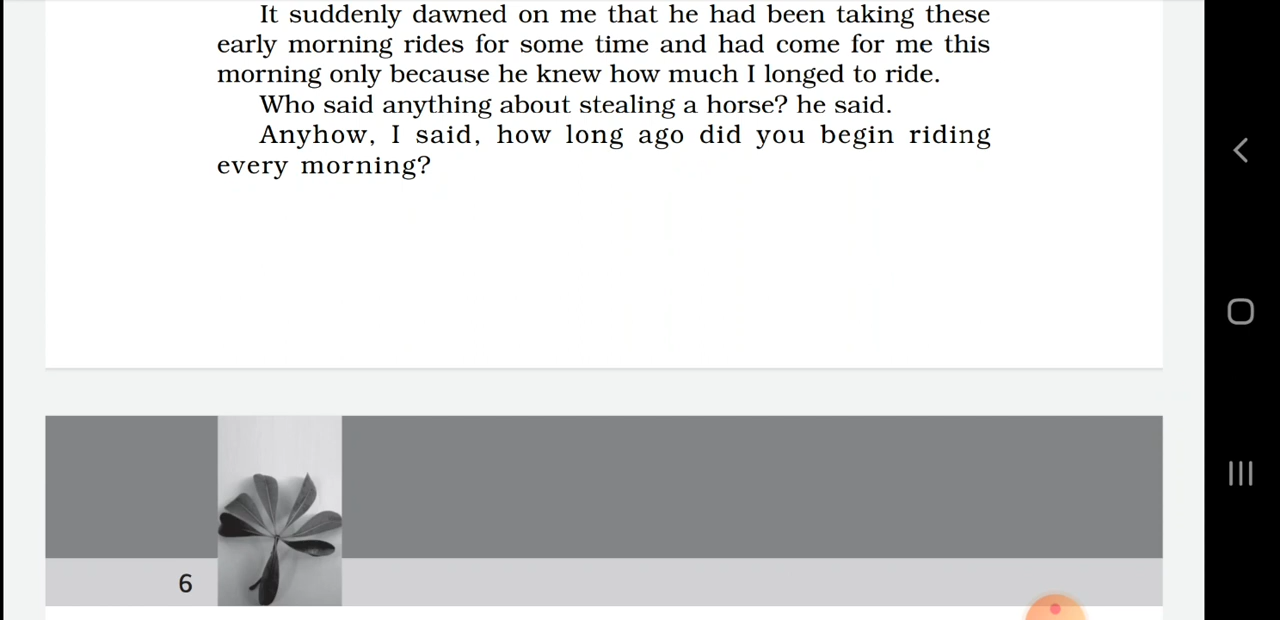 It suddenly dawned on me that he had been taking these
early morning rides for some time and had come for me this
morning only because he knew how much I longed to ride.
Who said anything about stealing a horse? he said.
Anyhow, I said, how long ago did you begin riding
every morning?
6